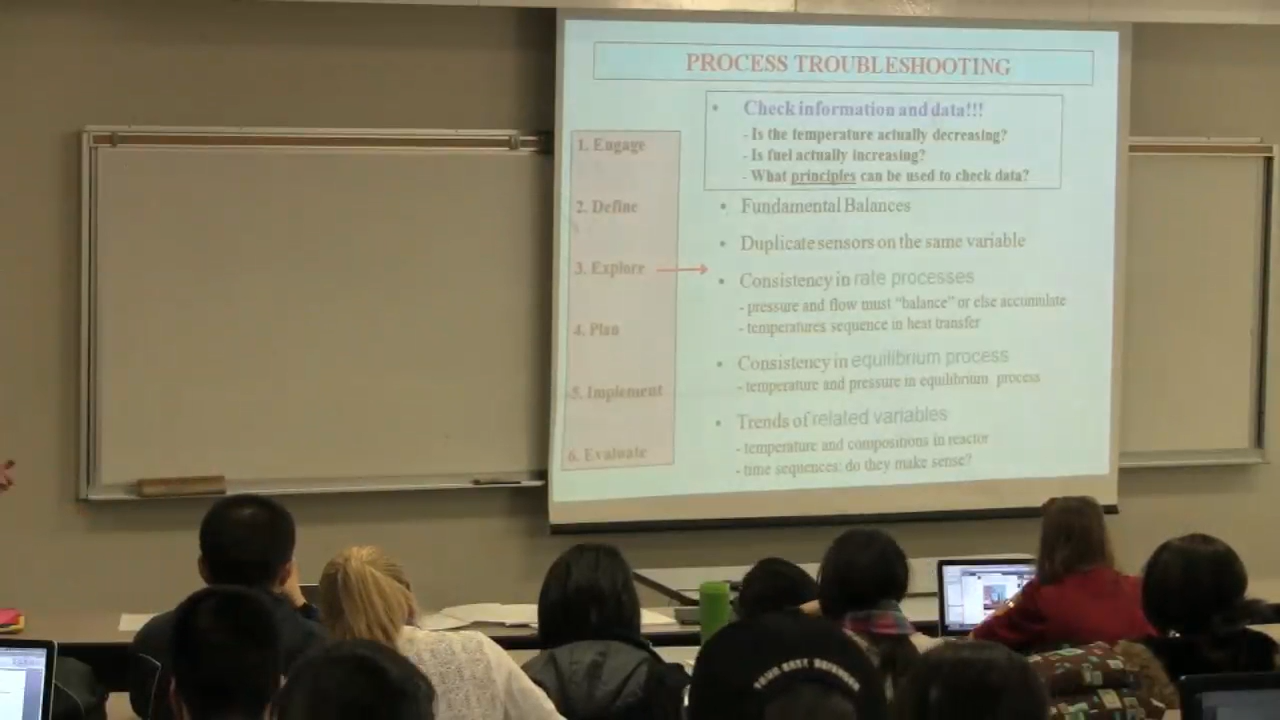 PROCESS TROUBLESHOOTING
1. Engage
2. Define
3. Explore
4. Plan
5. Implement
6. Evaluate
• Check information and data!!!
- Is the temperature actually decreasing?
- Is fuel actually increasing?
- What principles can be used to check data?
• Fundamental Balances
• Duplicate sensors on the same variable
• Consistency in rate processes
- pressure and flow must “balance” or else accumulate
- temperatures sequence in heat transfer
• Consistency in equilibrium process
- temperature and pressure in equilibrium process
• Trends of related variables
- temperature and compositions in reactor
- time sequences: do they make sense?